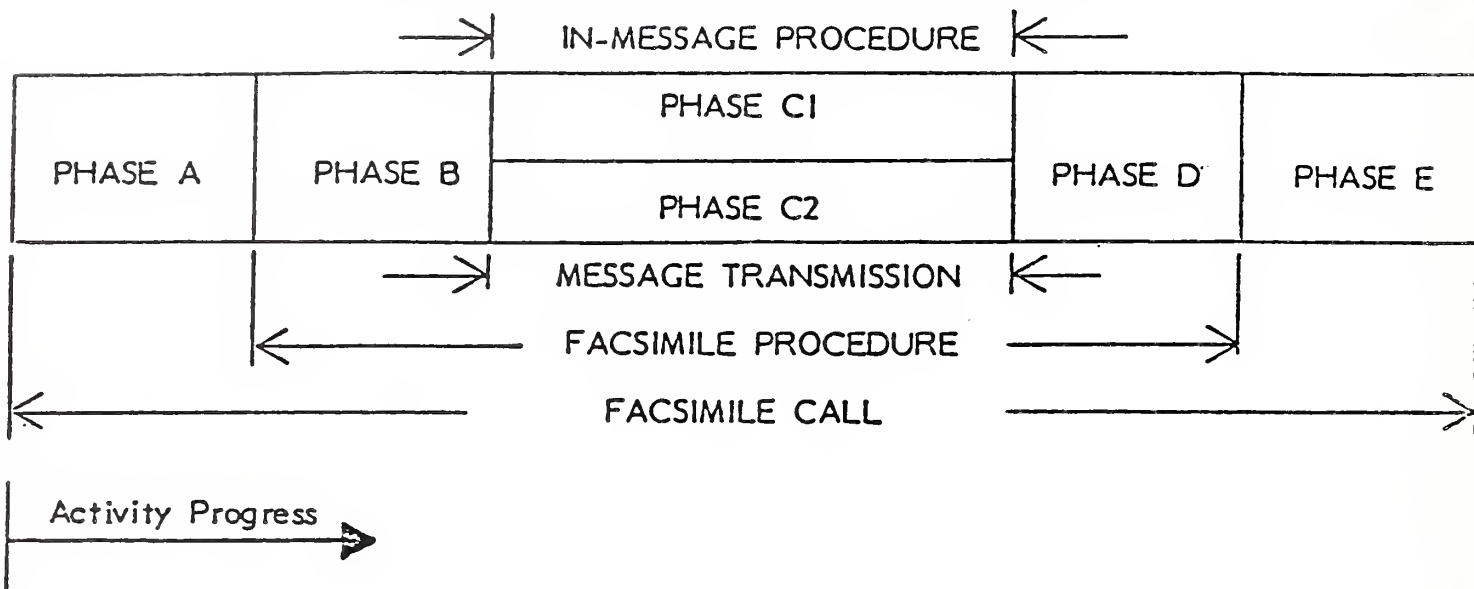 IN-MESSAGE PROCEDURE
PHASE A
PHASE B
PHASE C1
PHASE C2
PHASE D
PHASE E
MESSAGE TRANSMISSION
FACSIMILE PROCEDURE
FACSIMILE CALL
Activity Progress